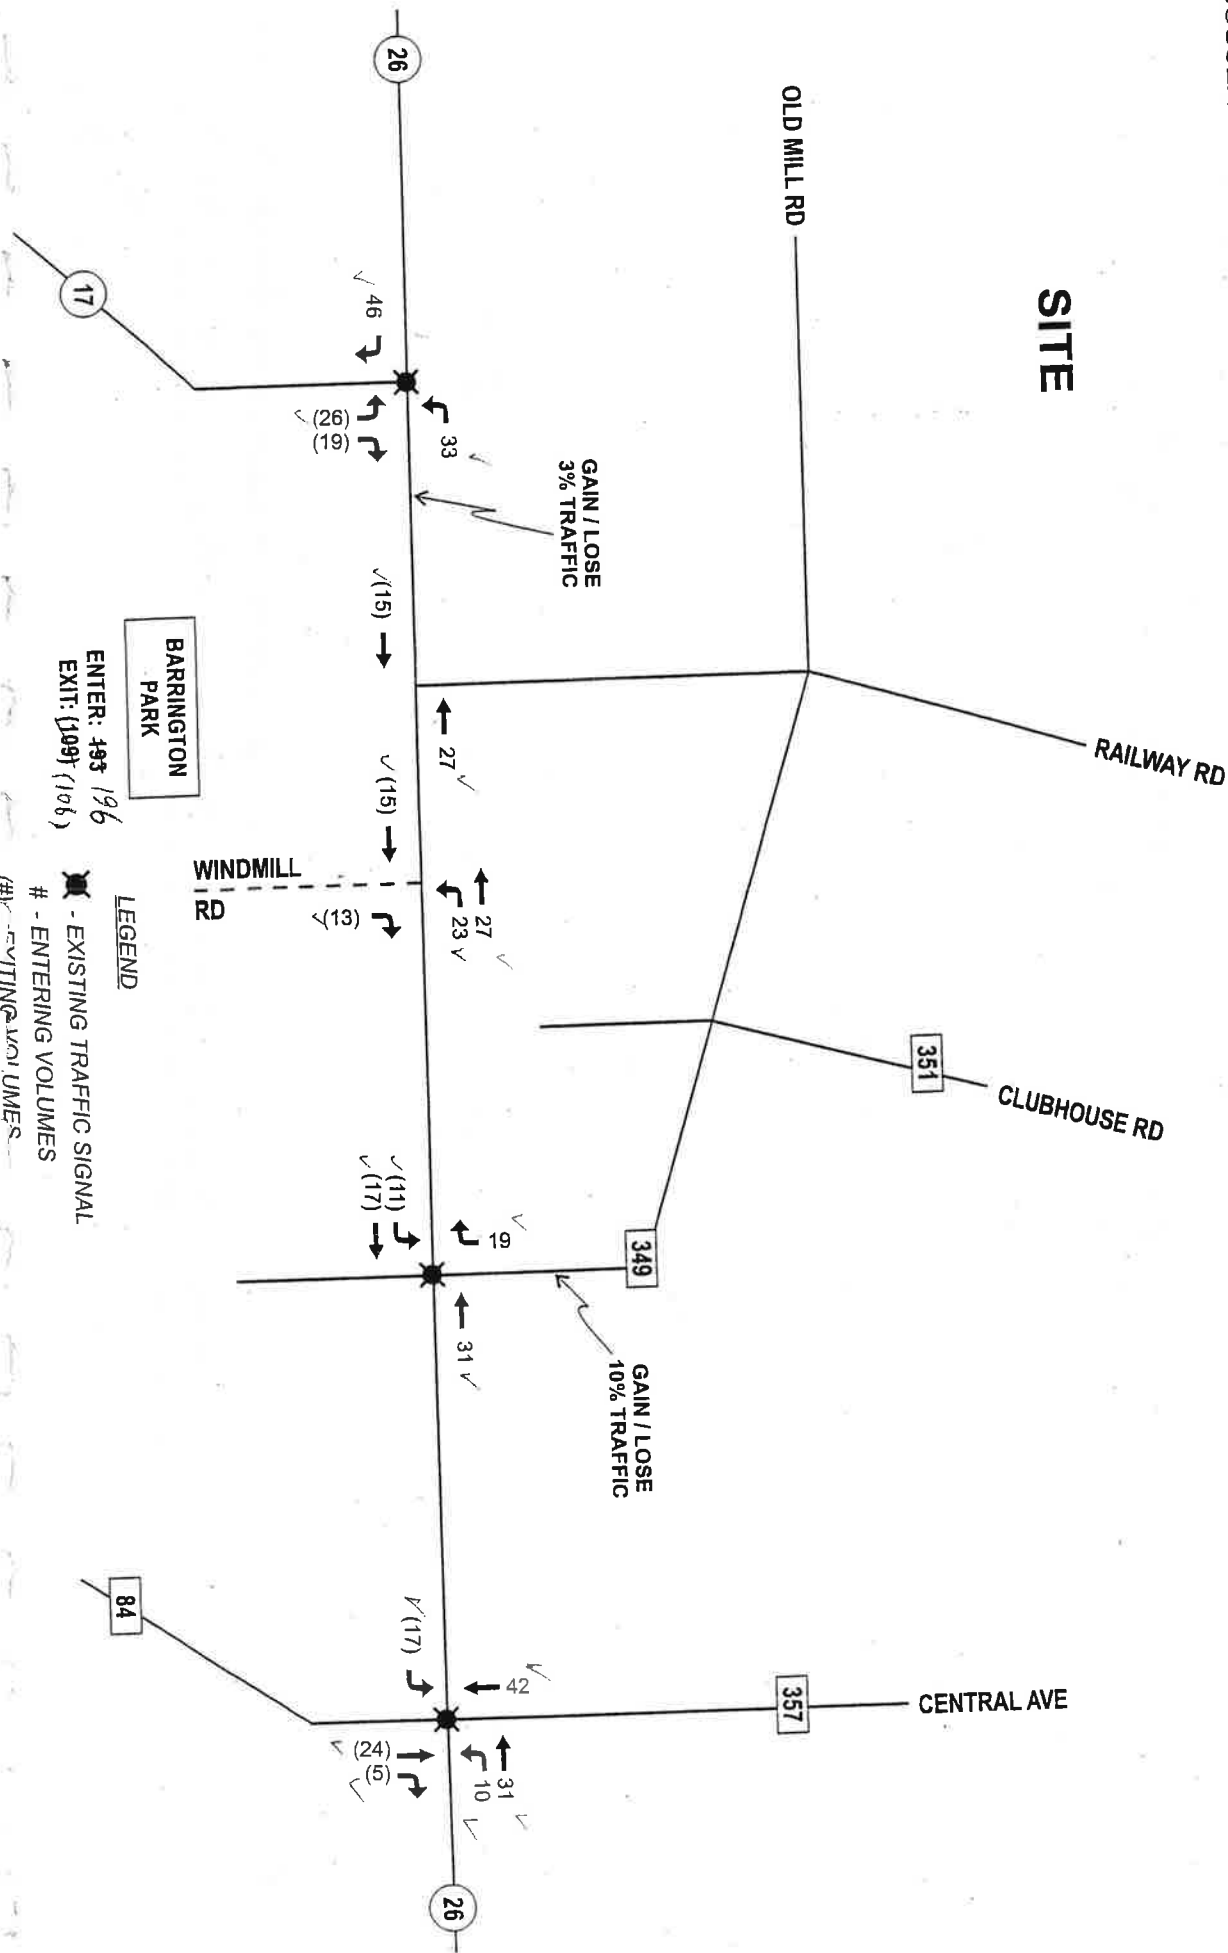 SITE
OLD MILL RD
RAILWAY RD
351
CLUBHOUSE RD
349
357
CENTRAL AVE
GAIN / LOSE
3% TRAFFIC
GAIN / LOSE
10% TRAFFIC
26
46
33
(26)
(19)
17
(15)
27
(15)
27
23
(13)
WINDMILL
RD
19
(11)
(17)
31
(17)
42
31
10
(24)
(5)
84
26
BARRINGTON
PARK
ENTER: 193 196
EXIT: (109) (106)
LEGEND
- EXISTING TRAFFIC SIGNAL
# - ENTERING VOLUMES
(#) - EXITING VOLUMES